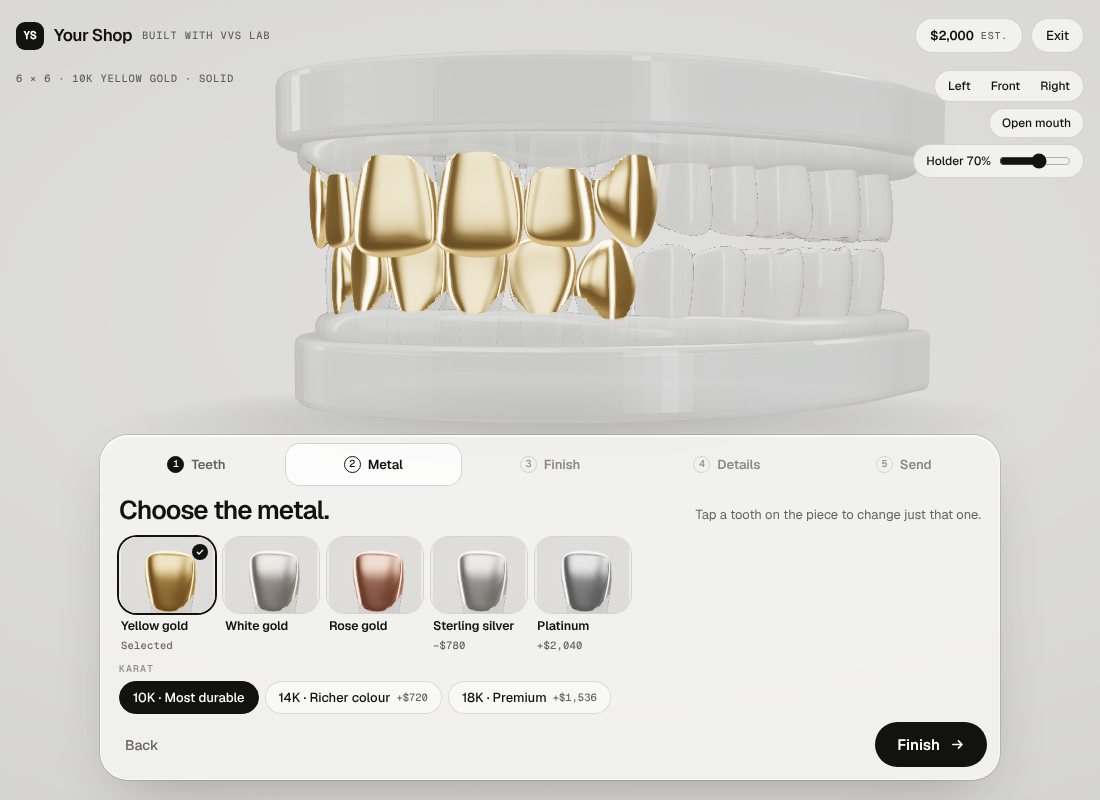 YS Your Shop BUILT WITH VVS LAB
$2,000 EST. Exit
6 × 6 · 10K YELLOW GOLD · SOLID
Left Front Right
Open mouth
Holder 70%
1 Teeth 2 Metal 3 Finish 4 Details 5 Send
Choose the metal.
Tap a tooth on the piece to change just that one.
Yellow gold White gold Rose gold Sterling silver Platinum
Selected −$780 +$2,040
KARAT
10K · Most durable 14K · Richer colour +$720 18K · Premium +$1,536
Back Finish →